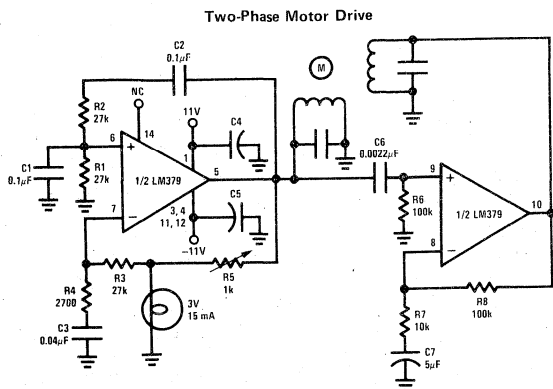 Two-Phase Motor Drive
C2
0.1μF
NC
R2
27k
11V
C4
M
6
14
1
5
C1
0.1μF
R1
27k
+
1/2 LM379
7
−
3, 4
11, 12
C5
−11V
R4
2700
R3
27k
R5
1k
C3
0.04μF
3V
15 mA
C6
0.0022μF
9
+
R6
100k
1/2 LM379
10
8
−
R7
10k
R8
100k
C7
5μF